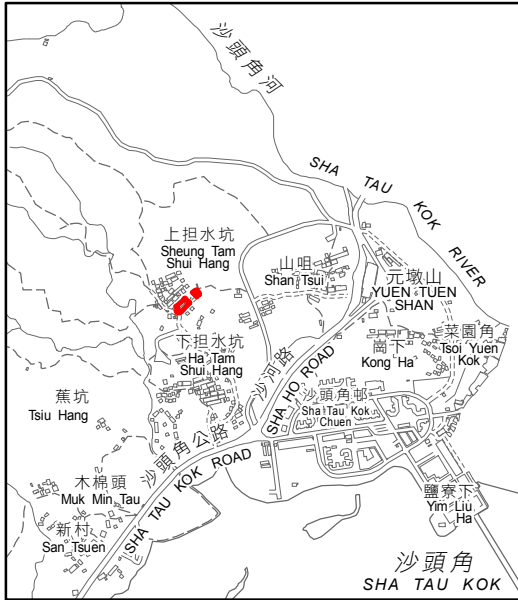 沙頭角河
SHA TAU KOK RIVER
上担水坑
Sheung Tam
Shui Hang
山咀
Shan Tsui
元墩山
YUEN TUEN
SHAN
菜園角
Tsoi Yuen
Kok
下担水坑
Ha Tam
Shui Hang
沙河路
SHA HO ROAD
崗下
Kong Ha
蕉坑
Tsiu Hang
沙頭角邨
Sha Tau Kok
Chuen
沙頭角公路
SHA TAU KOK ROAD
木棉頭
Muk Min Tau
鹽寮下
Yim Liu
Ha
新村
San Tsuen
沙頭角
SHA TAU KOK